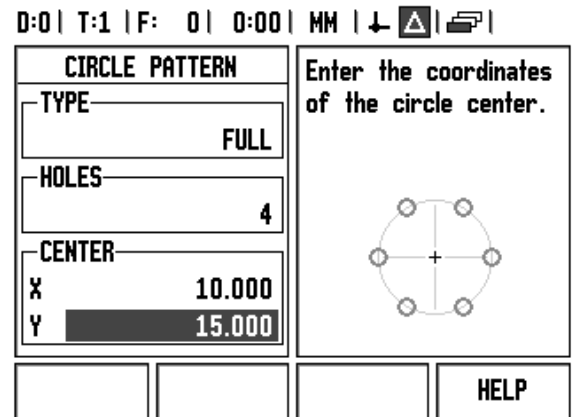 D:0| T:1 |F: 0| 0:00| MM
CIRCLE PATTERN
TYPE
FULL
HOLES
4
CENTER
X 10.000
Y 15.000
Enter the coordinates
of the circle center.
HELP